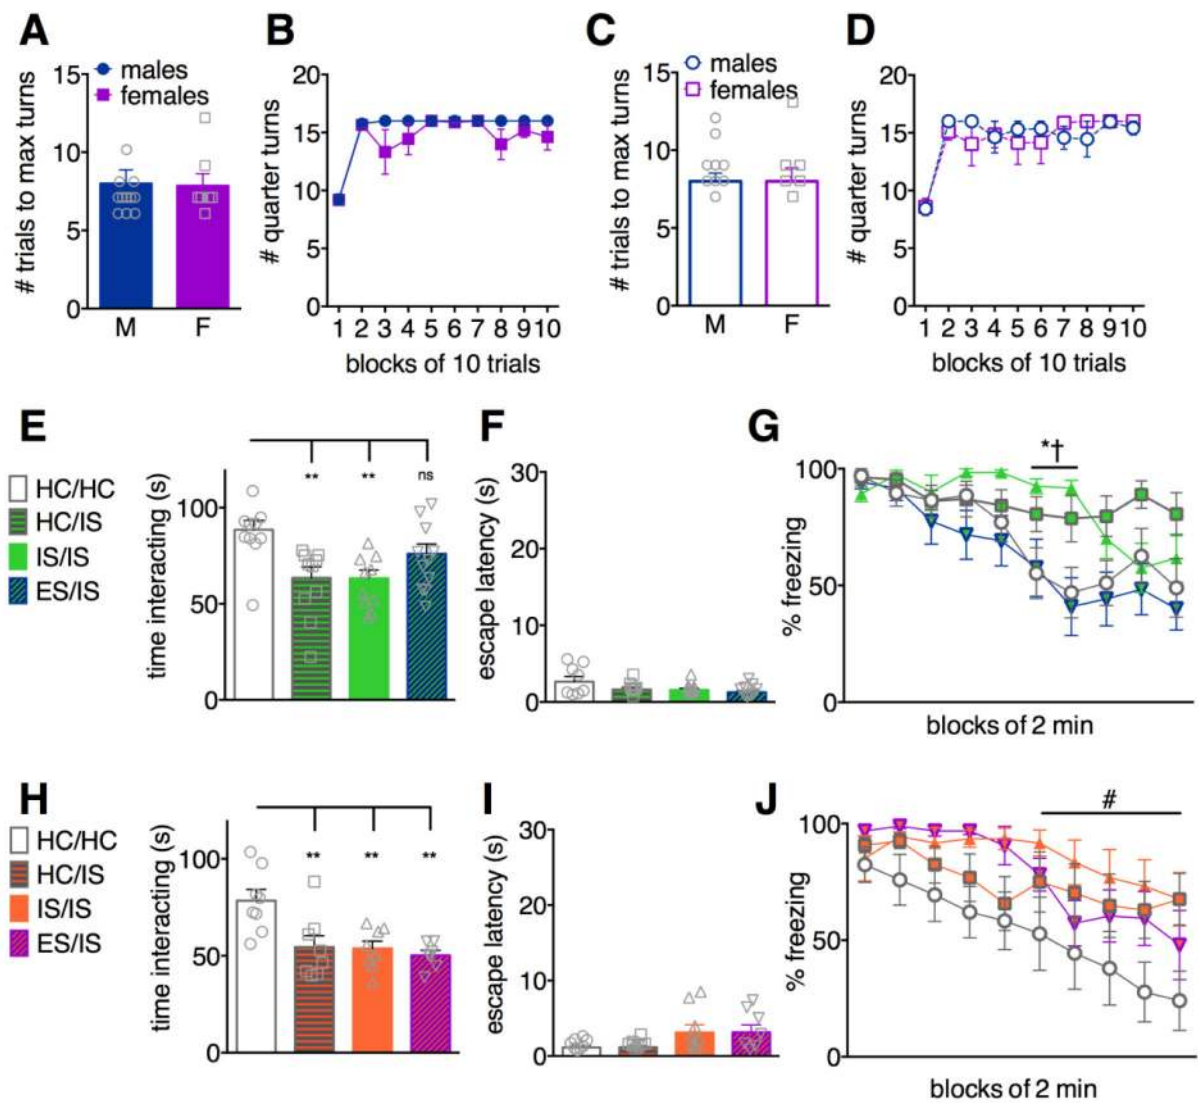 A
# trials to max turns
15
10
5
0
males
females
M
F
B
# quarter turns
20
15
10
5
0
1 2 3 4 5 6 7 8 9 10
blocks of 10 trials
C
# trials to max turns
15
10
5
0
males
females
M
F
D
# quarter turns
20
15
10
5
0
1 2 3 4 5 6 7 8 9 10
blocks of 10 trials
E
HC/HC
HC/IS
IS/IS
ES/IS
time interacting (s)
100
50
0
**
**
ns
F
escape latency (s)
30
20
10
0
G
% freezing
100
50
0
*†
blocks of 2 min
H
HC/HC
HC/IS
IS/IS
ES/IS
time interacting (s)
100
50
0
**
**
**
I
escape latency (s)
30
20
10
0
J
% freezing
100
50
0
#
blocks of 2 min